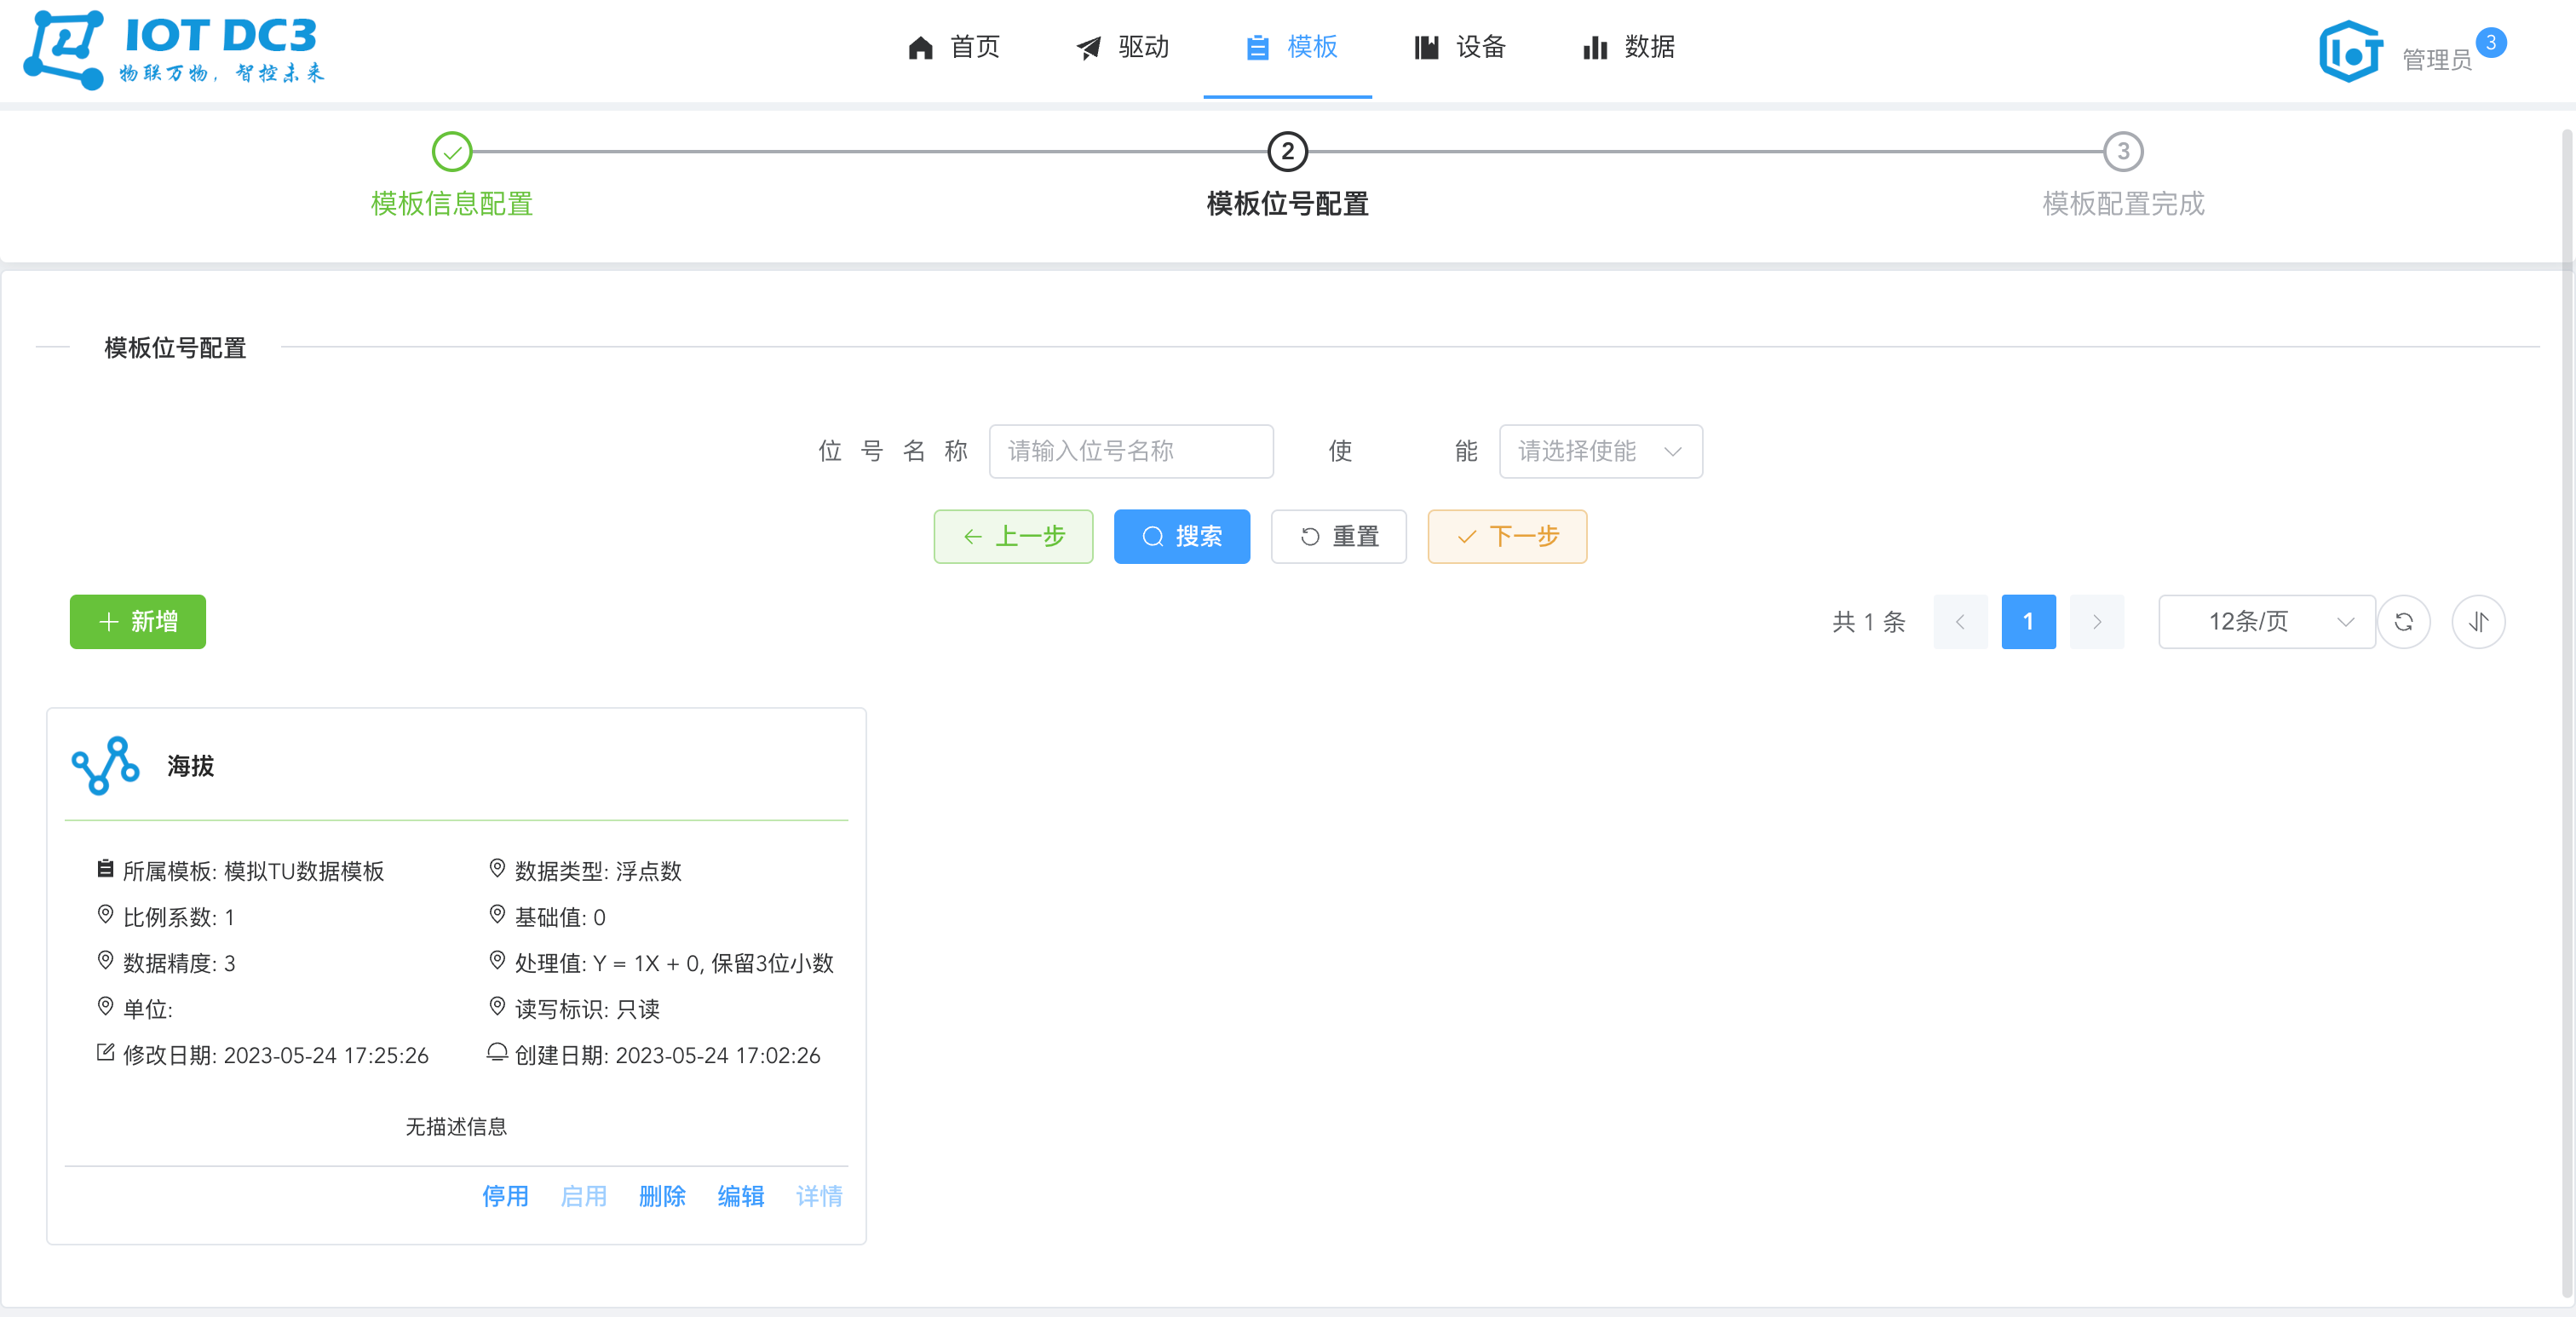 IOT DC3
物联万物，智控未来
首页 驱动 模板 设备 数据
管理员 3
2 3
模板信息配置 模板位号配置 模板配置完成
模板位号配置
位号名称 请输入位号名称 使能 请选择使能
上一步 搜索 重置 下一步
新增 共 1 条 1 12条/页
海拔
所属模板: 模拟TU数据模板 数据类型: 浮点数
比例系数: 1 基础值: 0
数据精度: 3 处理值: Y = 1X + 0, 保留3位小数
单位: 读写标识: 只读
修改日期: 2023-05-24 17:25:26 创建日期: 2023-05-24 17:02:26
无描述信息
停用 启用 删除 编辑 详情